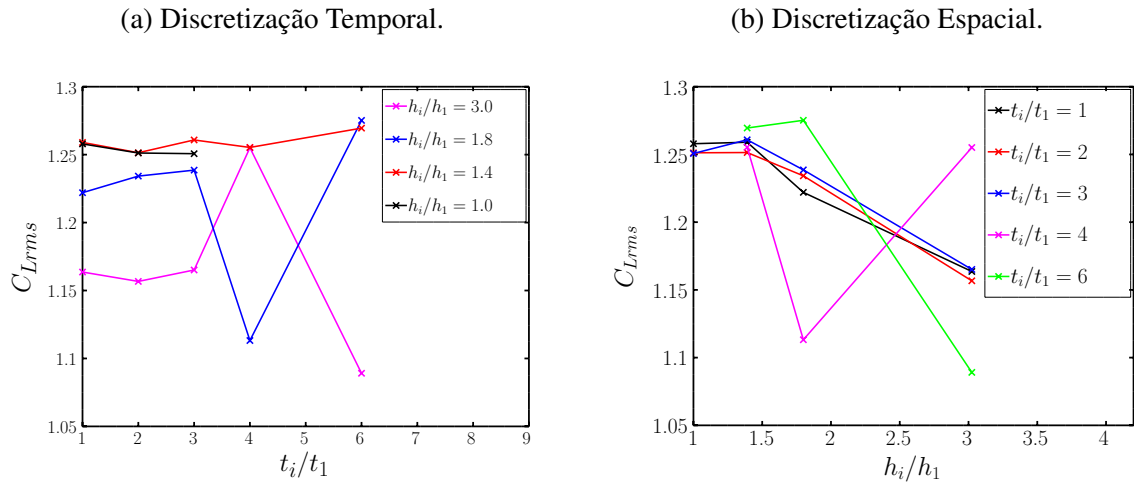 (a) Discretização Temporal.
1.3
1.25
1.2
1.15
1.1
1.05
C_{Lrms}
1 2 3 4 5 6 7 8 9
t_i/t_1
h_i/h_1 = 3.0
h_i/h_1 = 1.8
h_i/h_1 = 1.4
h_i/h_1 = 1.0
(b) Discretização Espacial.
1.3
1.25
1.2
1.15
1.1
1.05
C_{Lrms}
1 1.5 2 2.5 3 3.5 4
h_i/h_1
t_i/t_1 = 1
t_i/t_1 = 2
t_i/t_1 = 3
t_i/t_1 = 4
t_i/t_1 = 6